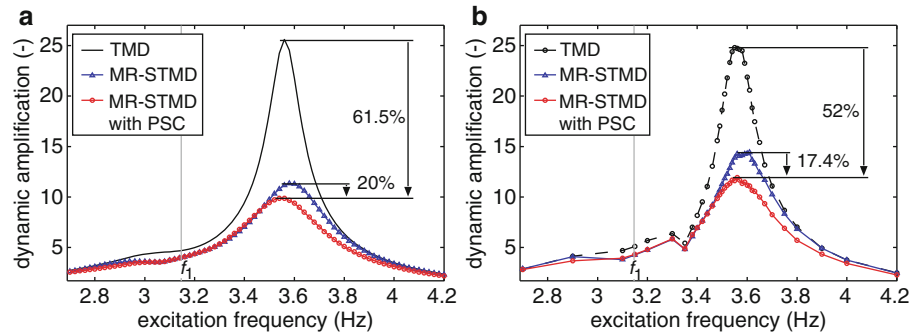 a
TMD
MR-STMD
MR-STMD
with PSC
61.5%
20%
f1
dynamic amplification (-)
25
20
15
10
5
2.8 3 3.2 3.4 3.6 3.8 4 4.2
excitation frequency (Hz)
b
TMD
MR-STMD
MR-STMD
with PSC
52%
17.4%
f1
dynamic amplification (-)
25
20
15
10
5
2.8 3 3.2 3.4 3.6 3.8 4 4.2
excitation frequency (Hz)